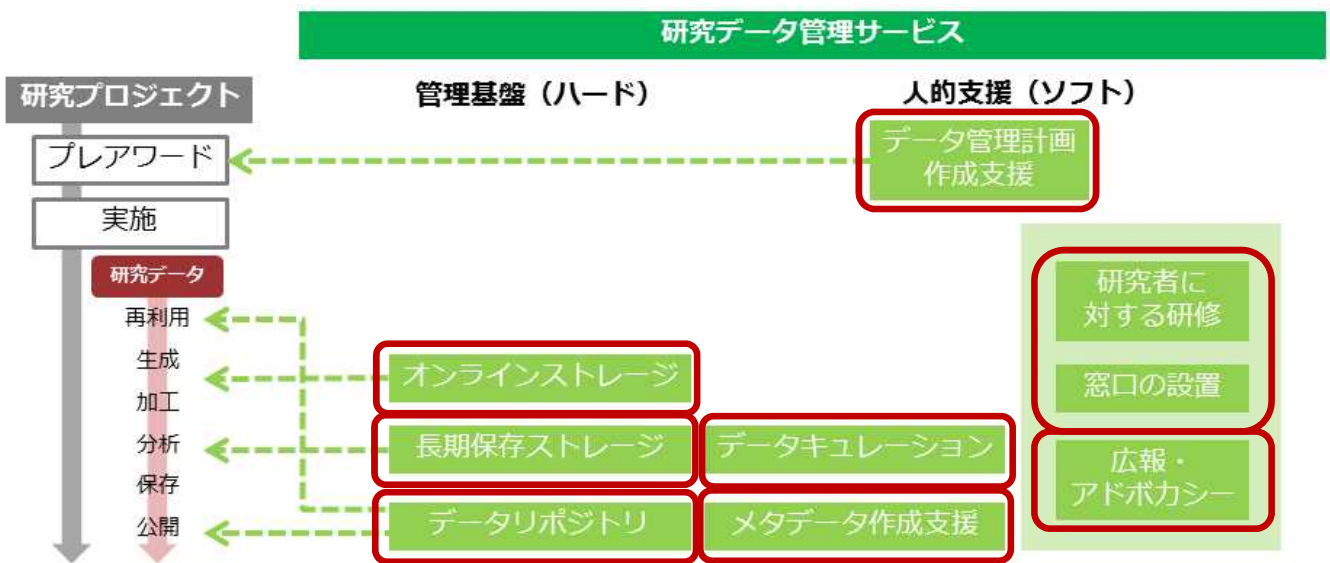 研究データ管理サービス
研究プロジェクト
管理基盤（ハード）
人的支援（ソフト）
プレアワード
データ管理計画
作成支援
実施
研究データ
再利用
生成
加工
分析
保存
公開
オンラインストレージ
長期保存ストレージ
データキュレーション
データリポジトリ
メタデータ作成支援
研究者に
対する研修
窓口の設置
広報・
アドボカシー